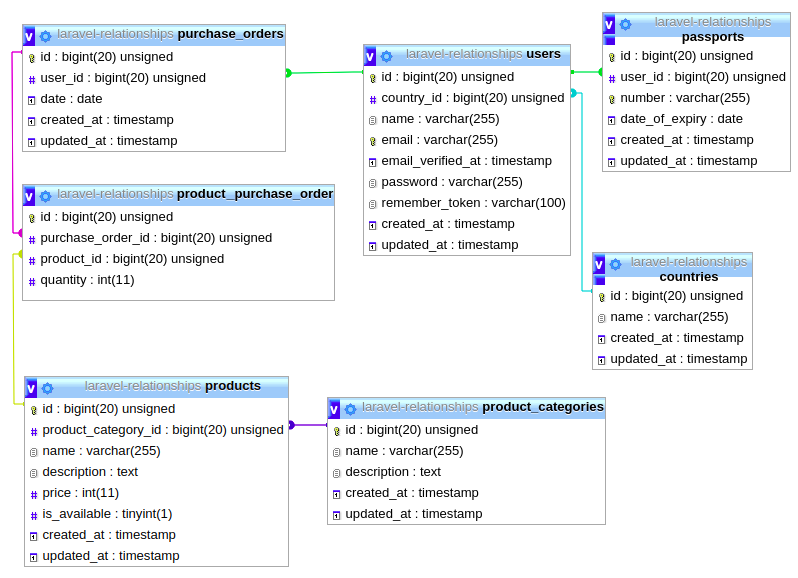 laravel-relationships purchase_orders
id : bigint(20) unsigned
user_id : bigint(20) unsigned
date : date
created_at : timestamp
updated_at : timestamp
laravel-relationships users
id : bigint(20) unsigned
country_id : bigint(20) unsigned
name : varchar(255)
email : varchar(255)
email_verified_at : timestamp
password : varchar(255)
remember_token : varchar(100)
created_at : timestamp
updated_at : timestamp
laravel-relationships
passports
id : bigint(20) unsigned
user_id : bigint(20) unsigned
number : varchar(255)
date_of_expiry : date
created_at : timestamp
updated_at : timestamp
laravel-relationships product_purchase_order
id : bigint(20) unsigned
purchase_order_id : bigint(20) unsigned
product_id : bigint(20) unsigned
quantity : int(11)
laravel-relationships
countries
id : bigint(20) unsigned
name : varchar(255)
created_at : timestamp
updated_at : timestamp
laravel-relationships products
id : bigint(20) unsigned
product_category_id : bigint(20) unsigned
name : varchar(255)
description : text
price : int(11)
is_available : tinyint(1)
created_at : timestamp
updated_at : timestamp
laravel-relationships product_categories
id : bigint(20) unsigned
name : varchar(255)
description : text
created_at : timestamp
updated_at : timestamp